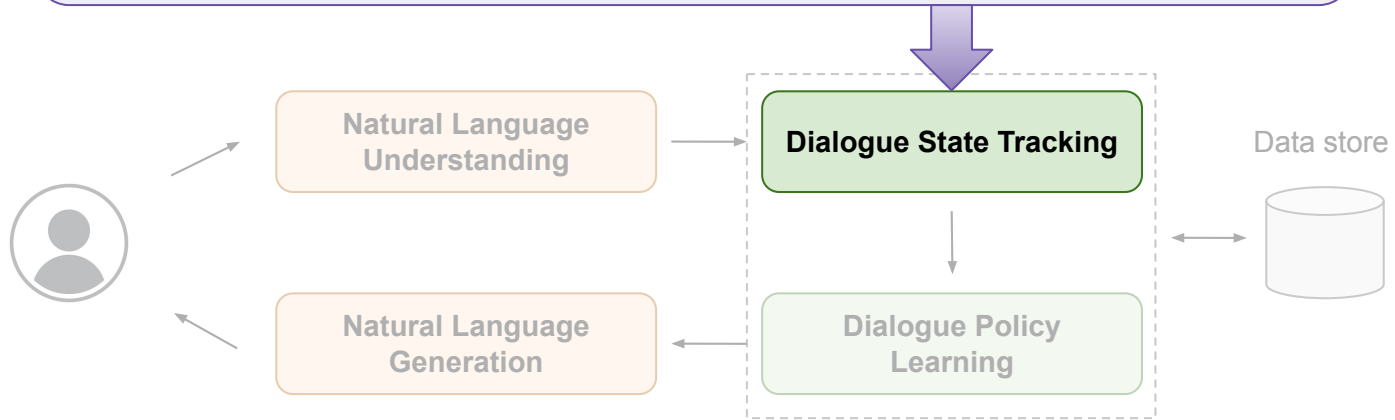 Natural Language
Understanding
Dialogue State Tracking
Data store
Natural Language
Generation
Dialogue Policy
Learning